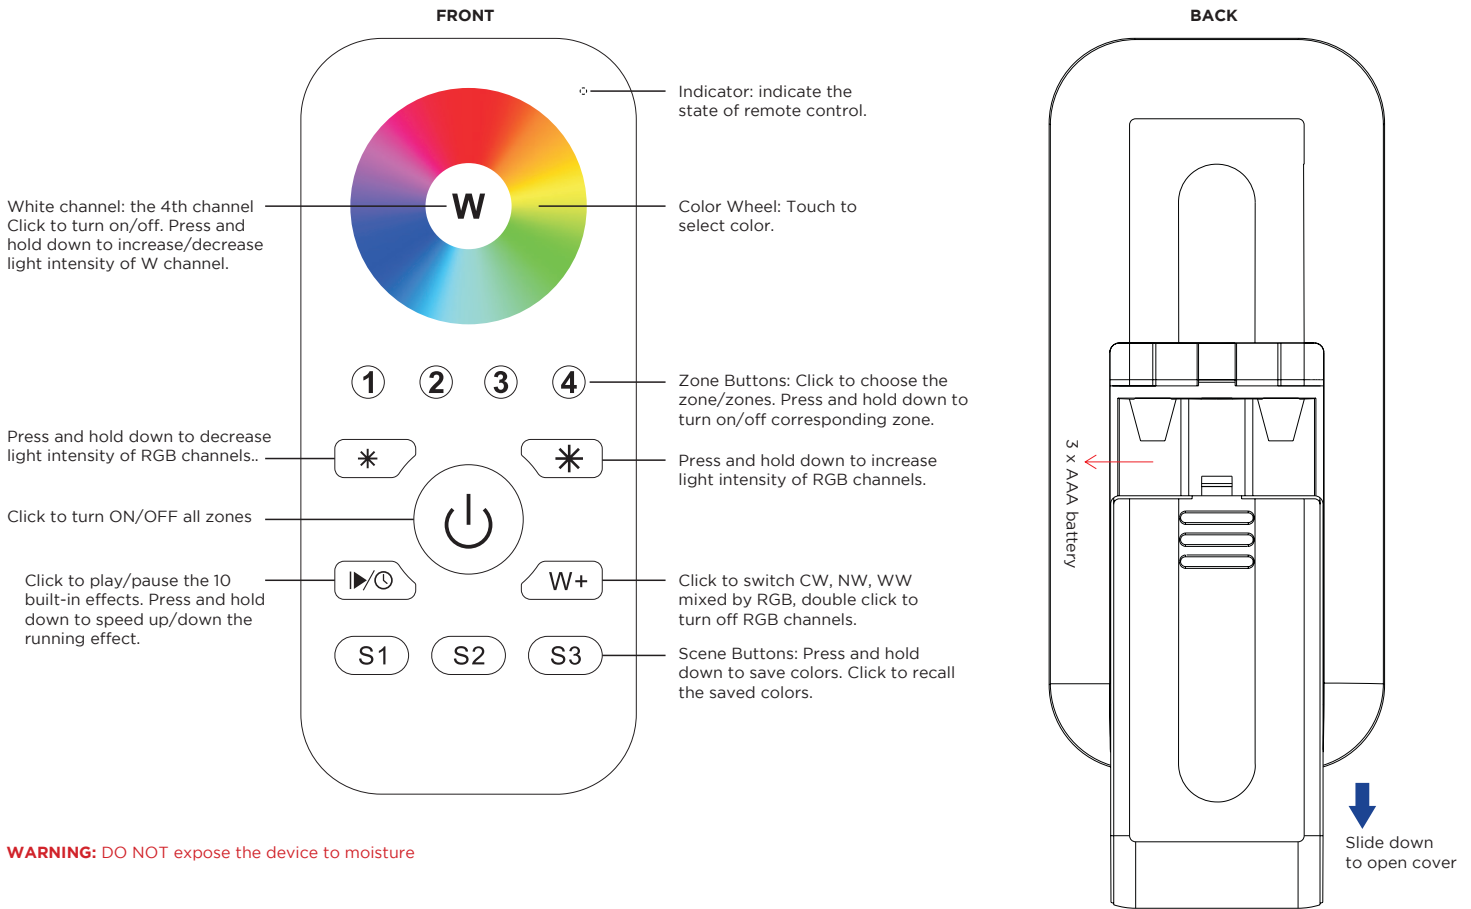 FRONT
BACK
Indicator: indicate the
state of remote control.
White channel: the 4th channel
Click to turn on/off. Press and
hold down to increase/decrease
light intensity of W channel.
W
Color Wheel: Touch to
select color.
1 2 3 4
Zone Buttons: Click to choose the
zone/zones. Press and hold down to
turn on/off corresponding zone.
Press and hold down to decrease
light intensity of RGB channels..
Press and hold down to increase
light intensity of RGB channels.
3 x AAA battery
Click to turn ON/OFF all zones
Click to play/pause the 10
built-in effects. Press and hold
down to speed up/down the
running effect.
W+
Click to switch CW, NW, WW
mixed by RGB, double click to
turn off RGB channels.
S1 S2 S3
Scene Buttons: Press and hold
down to save colors. Click to recall
the saved colors.
WARNING: DO NOT expose the device to moisture
Slide down
to open cover